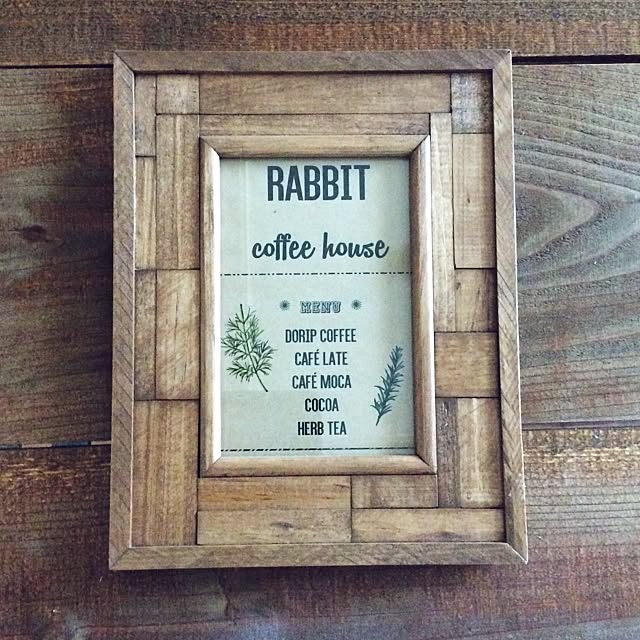 RABBIT
coffee house
MENU
DORIP COFFEE
CAFÉ LATE
CAFÉ MOCA
COCOA
HERB TEA